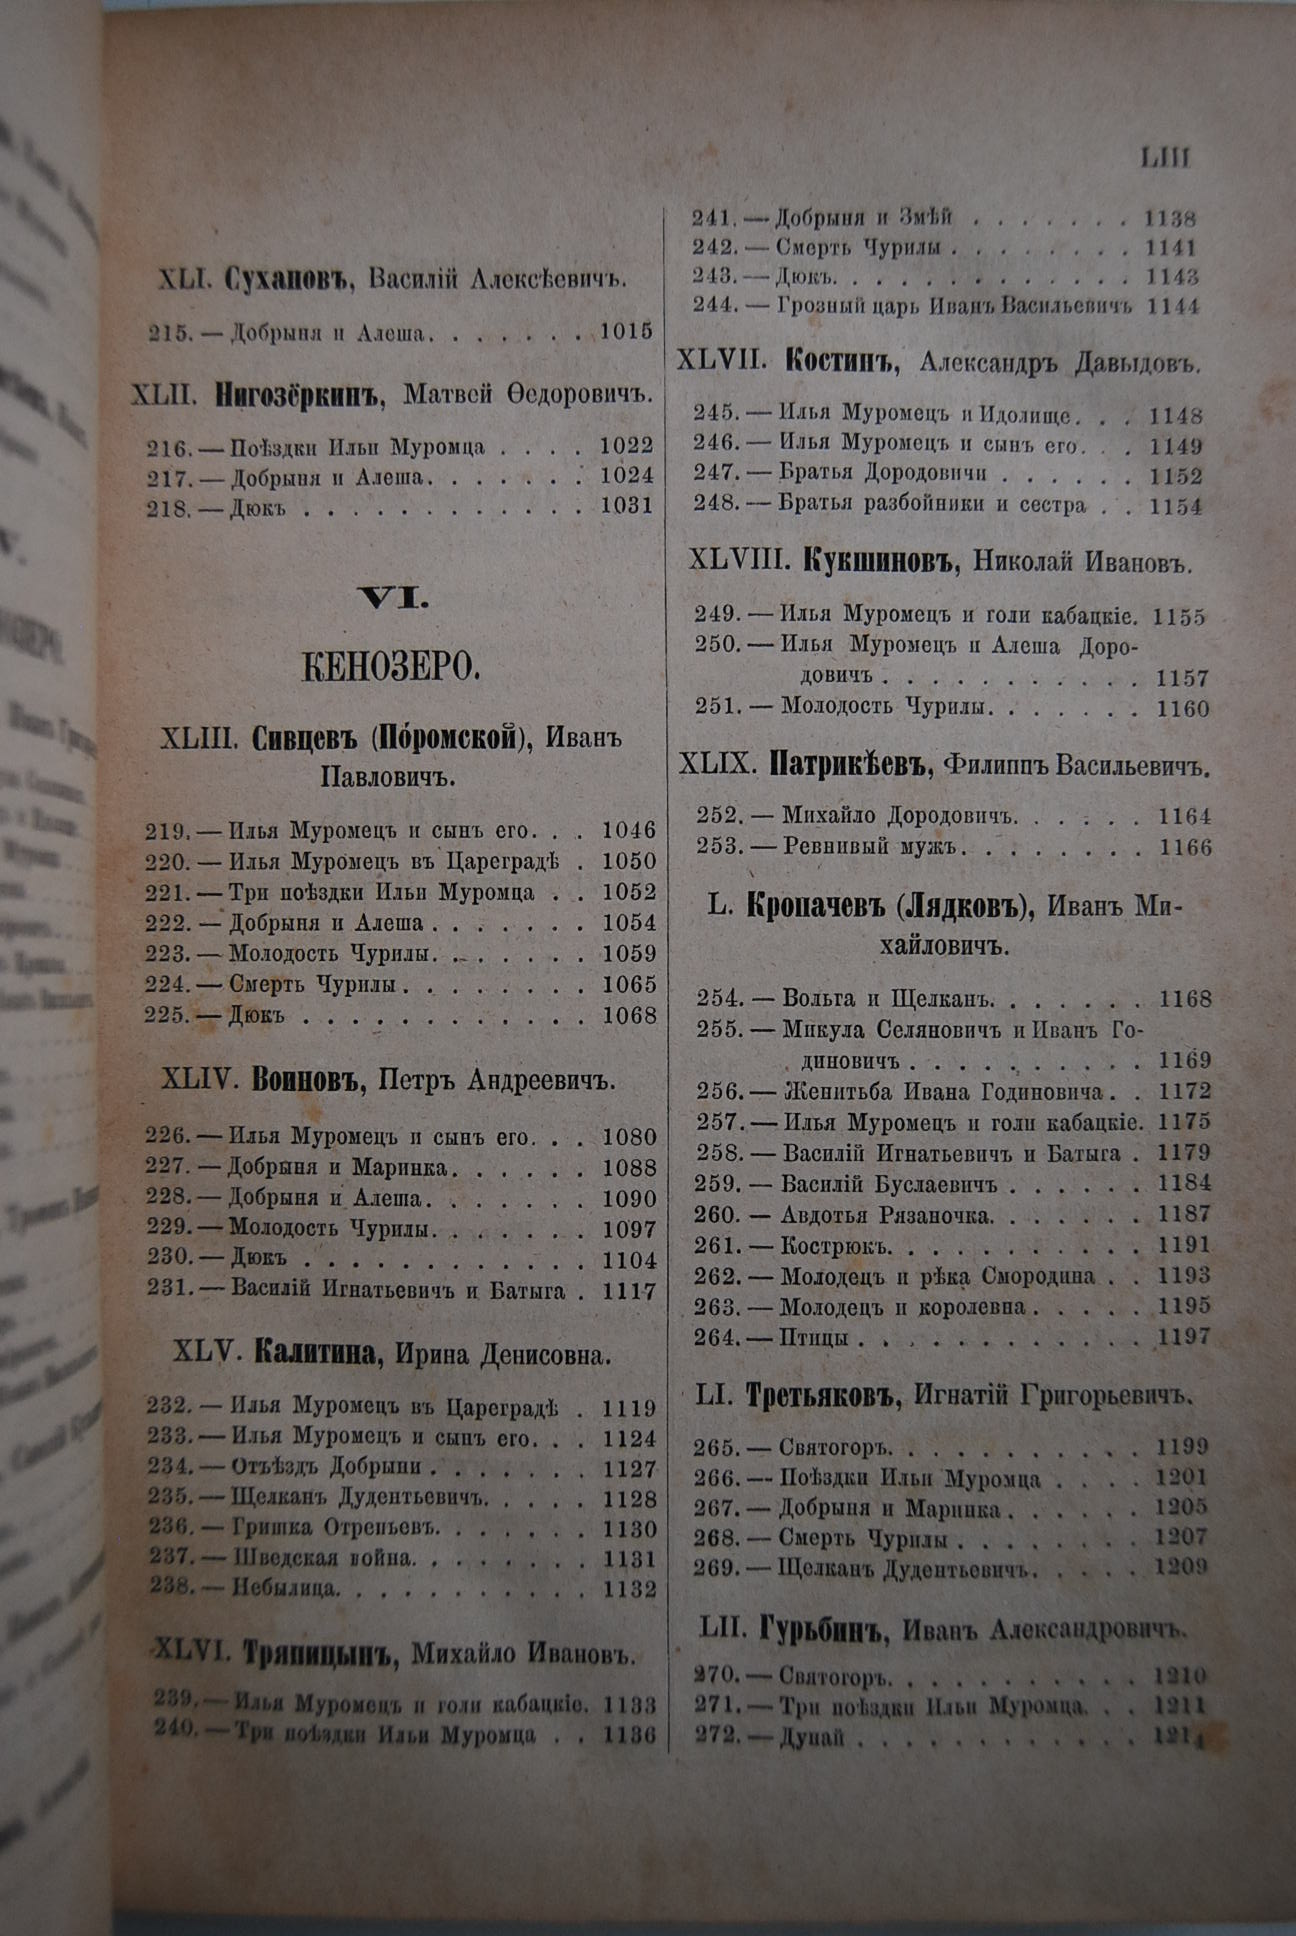 LIII
XLI. Сухановъ, Василій Алексѣевичъ.
215. — Добрыня и Алеша. . . . . . . 1015
XLII. Нигозёркинъ, Матвей Ѳедоровичъ.
216. — Поѣздки Ильи Муромца . . . . 1022
217. — Добрыня и Алеша. . . . . . . 1024
218. — Дюкъ . . . . . . . . . . . . 1031
VI.
КЕНОЗЕРО.
XLIII. Сивцевъ (По́ромской), Иванъ
Павловичъ.
219. — Илья Муромецъ и сынъ его. . . 1046
220. — Илья Муромецъ въ Цареградѣ . 1050
221. — Три поѣздки Ильи Муромца . . 1052
222. — Добрыня и Алеша . . . . . . . 1054
223. — Молодость Чурилы. . . . . . . 1059
224. — Смерть Чурилы . . . . . . . . 1065
225. — Дюкъ . . . . . . . . . . . . 1068
XLIV. Воиновъ, Петръ Андреевичъ.
226. — Илья Муромецъ и сынъ его. . . 1080
227. — Добрыня и Маринка. . . . . . 1088
228. — Добрыня и Алеша. . . . . . . 1090
229. — Молодость Чурилы. . . . . . . 1097
230. — Дюкъ . . . . . . . . . . . . 1104
231. — Василій Игнатьевичъ и Батыга . 1117
XLV. Калитина, Ирина Денисовна.
232. — Илья Муромецъ въ Цареградѣ . 1119
233. — Илья Муромецъ и сынъ его. . . 1124
234. — Отъѣздъ Добрыни . . . . . . . 1127
235. — Щелканъ Дудентьевичъ. . . . . 1128
236. — Гришка Отрепьевъ. . . . . . . 1130
237. — Шведская война. . . . . . . . 1131
238. — Небылица. . . . . . . . . . . 1132
XLVI. Тряпицынъ, Михайло Ивановъ.
239. — Илья Муромецъ и голи кабацкіе. 1133
240. — Три поѣздки Ильи Муромца . . 1136
241. — Добрыня и Змѣй . . . . . . . 1138
242. — Смерть Чурилы . . . . . . . . 1141
243. — Дюкъ. . . . . . . . . . . . . 1143
244. — Грозный царь Иванъ Васильевичъ 1144
XLVII. Костинъ, Александръ Давыдовъ.
245. — Илья Муромецъ и Идолище. . . 1148
246. — Илья Муромецъ и сынъ его. . . 1149
247. — Братья Дородовичи . . . . . . 1152
248. — Братья разбойники и сестра . . 1154
XLVIII. Кукшиновъ, Николай Ивановъ.
249. — Илья Муромецъ и голи кабацкіе. 1155
250. — Илья Муромецъ и Алеша Доро-
довичъ . . . . . . . . . . . 1157
251. — Молодость Чурилы. . . . . . . 1160
XLIX. Патрикѣевъ, Филиппъ Васильевичъ.
252. — Михайло Дородовичъ. . . . . . 1164
253. — Ревнивый мужъ. . . . . . . . 1166
L. Кропачевъ (Лядковъ), Иванъ Ми-
хайловичъ.
254. — Вольга и Щелканъ. . . . . . . 1168
255. — Микула Селяновичъ и Иванъ Го-
диновичъ . . . . . . . . . . 1169
256. — Женитьба Ивана Годиновича . . 1172
257. — Илья Муромецъ и голи кабацкіе. 1175
258. — Василій Игнатьевичъ и Батыга . 1179
259. — Василій Буслаевичъ . . . . . . 1184
260. — Авдотья Рязаночка. . . . . . . 1187
261. — Кострюкъ. . . . . . . . . . . 1191
262. — Молодецъ и рѣка Смородина . . 1193
263. — Молодецъ и королевна . . . . . 1195
264. — Птицы . . . . . . . . . . . . 1197
LI. Третьяковъ, Игнатій Григорьевичъ.
265. — Святогоръ. . . . . . . . . . . 1199
266. — Поѣздки Ильи Муромца . . . . 1201
267. — Добрыня и Маринка . . . . . . 1205
268. — Смерть Чурилы . . . . . . . . 1207
269. — Щелканъ Дудентьевичъ. . . . . 1209
LII. Гурьбинъ, Иванъ Александровичъ.
270. — Святогоръ. . . . . . . . . . . 1210
271. — Три поѣздки Ильи Муромца. . . 1211
272. — Дунай . . . . . . . . . . . . 1214